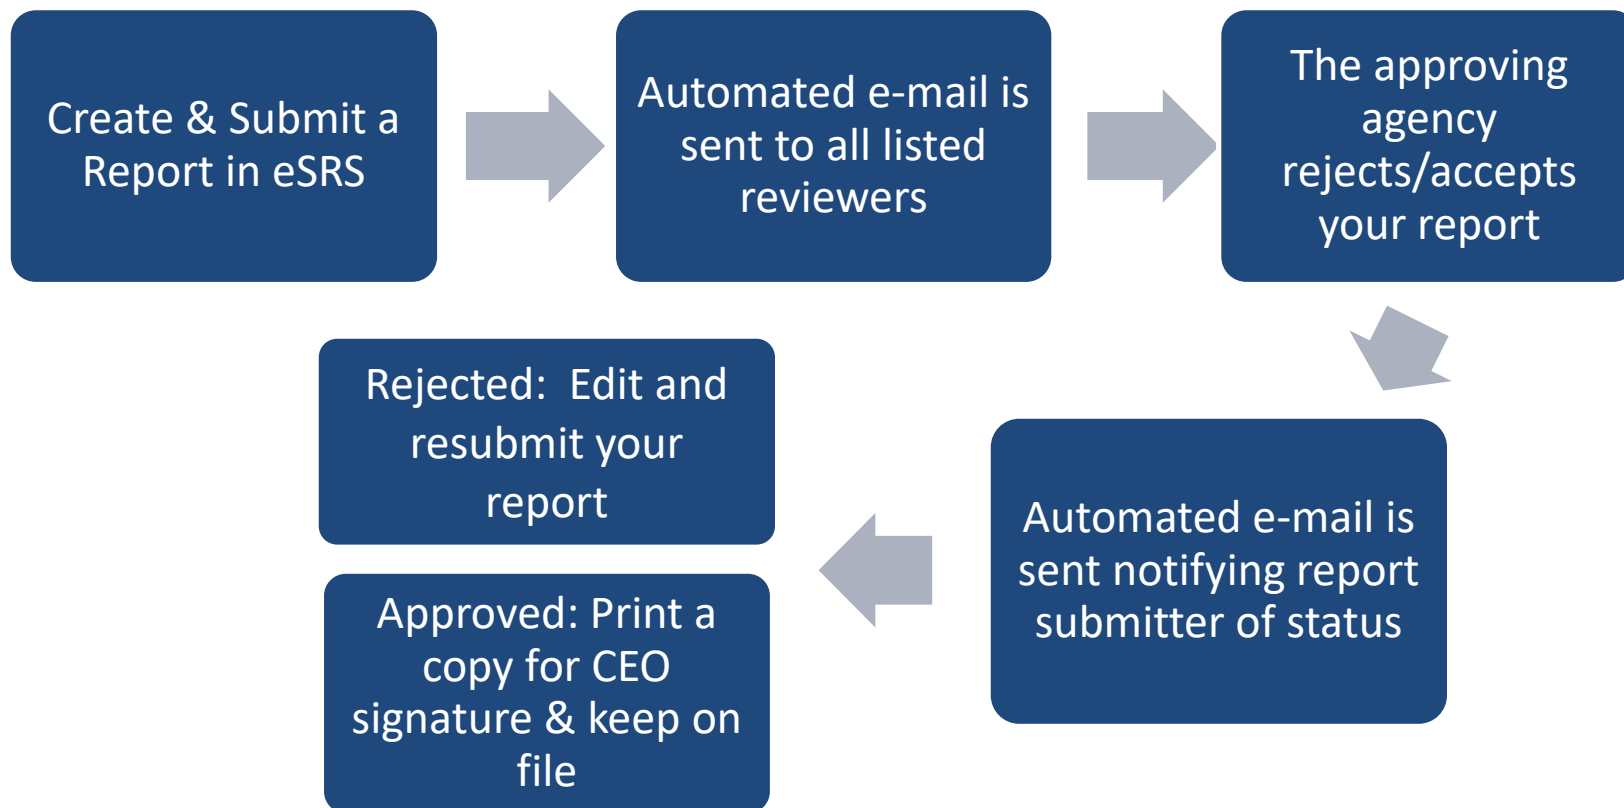 Create & Submit a
Report in eSRS
Automated e-mail is
sent to all listed
reviewers
The approving
agency
rejects/accepts
your report
Automated e-mail is
sent notifying report
submitter of status
Rejected:  Edit and
resubmit your
report
Approved: Print a
copy for CEO
signature & keep on
file